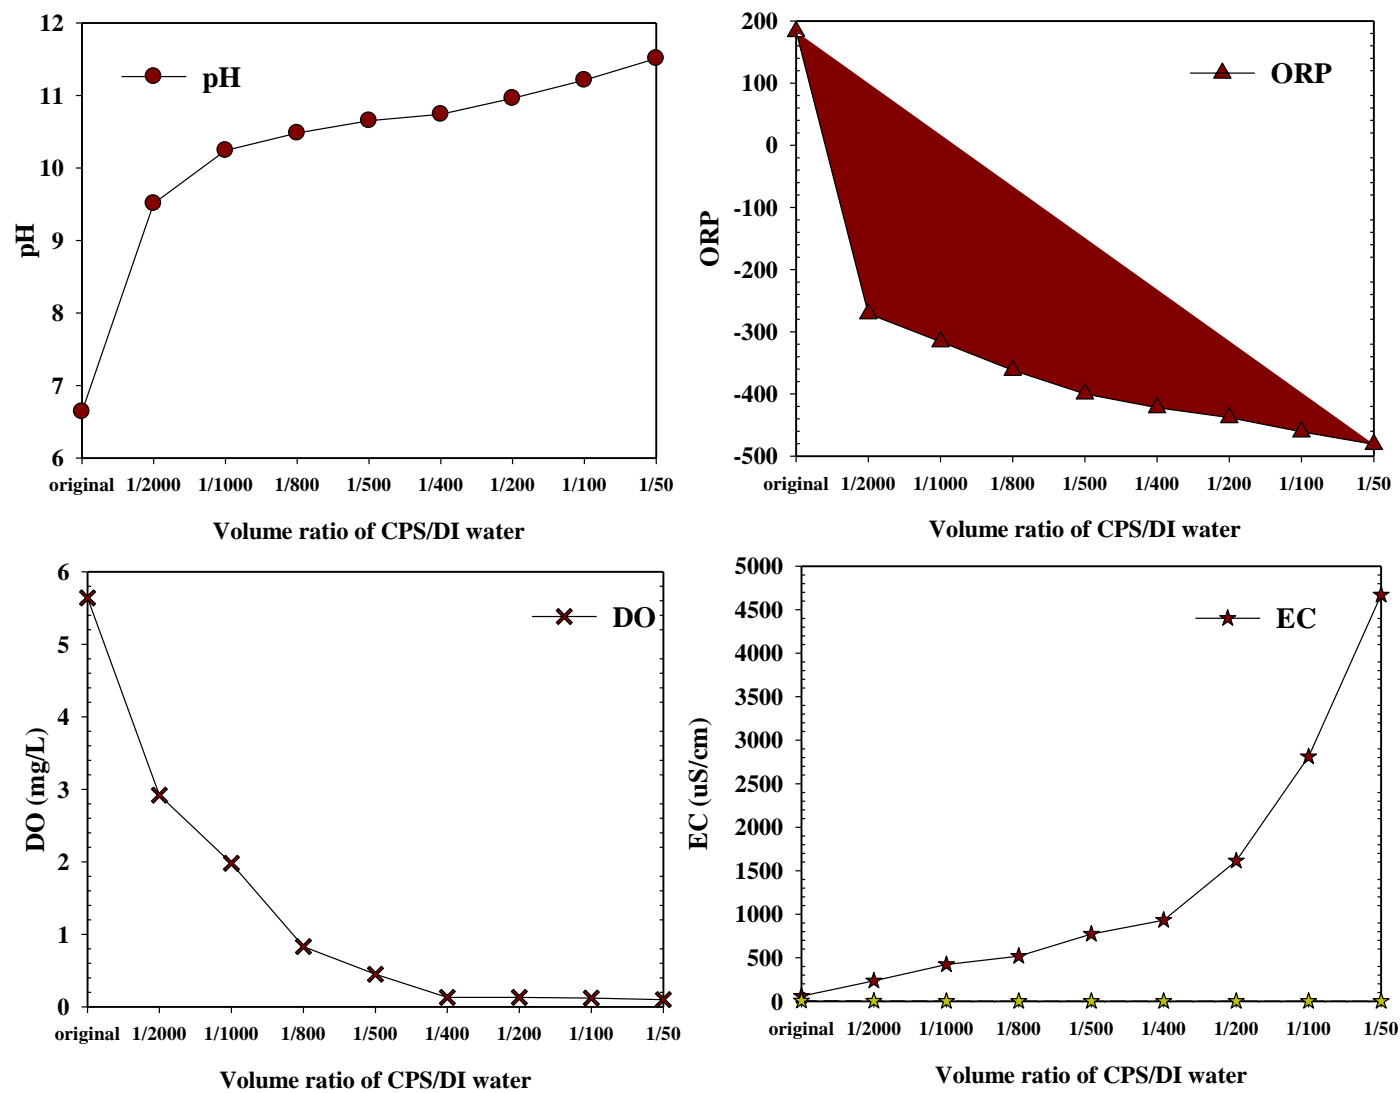 12
11
10
9
8
7
6
pH
pH
original 1/2000 1/1000 1/800 1/500 1/400 1/200 1/100 1/50
Volume ratio of CPS/DI water
200
100
0
-100
-200
-300
-400
-500
ORP
ORP
original 1/2000 1/1000 1/800 1/500 1/400 1/200 1/100 1/50
Volume ratio of CPS/DI water
6
5
4
3
2
1
0
DO (mg/L)
DO
original 1/2000 1/1000 1/800 1/500 1/400 1/200 1/100 1/50
Volume ratio of CPS/DI water
5000
4500
4000
3500
3000
2500
2000
1500
1000
500
0
EC (uS/cm)
EC
original 1/2000 1/1000 1/800 1/500 1/400 1/200 1/100 1/50
Volume ratio of CPS/DI water